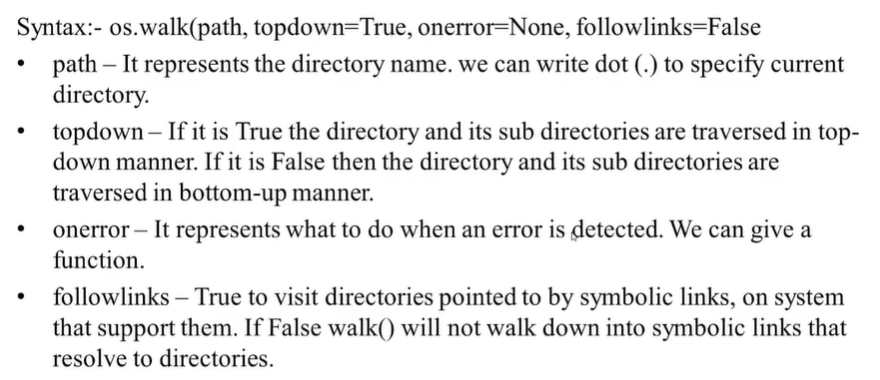 Syntax:- os.walk(path, topdown=True, onerror=None, followlinks=False
• path – It represents the directory name. we can write dot (.) to specify current
directory.
• topdown – If it is True the directory and its sub directories are traversed in top-
down manner. If it is False then the directory and its sub directories are
traversed in bottom-up manner.
• onerror – It represents what to do when an error is detected. We can give a
function.
• followlinks – True to visit directories pointed to by symbolic links, on system
that support them. If False walk() will not walk down into symbolic links that
resolve to directories.